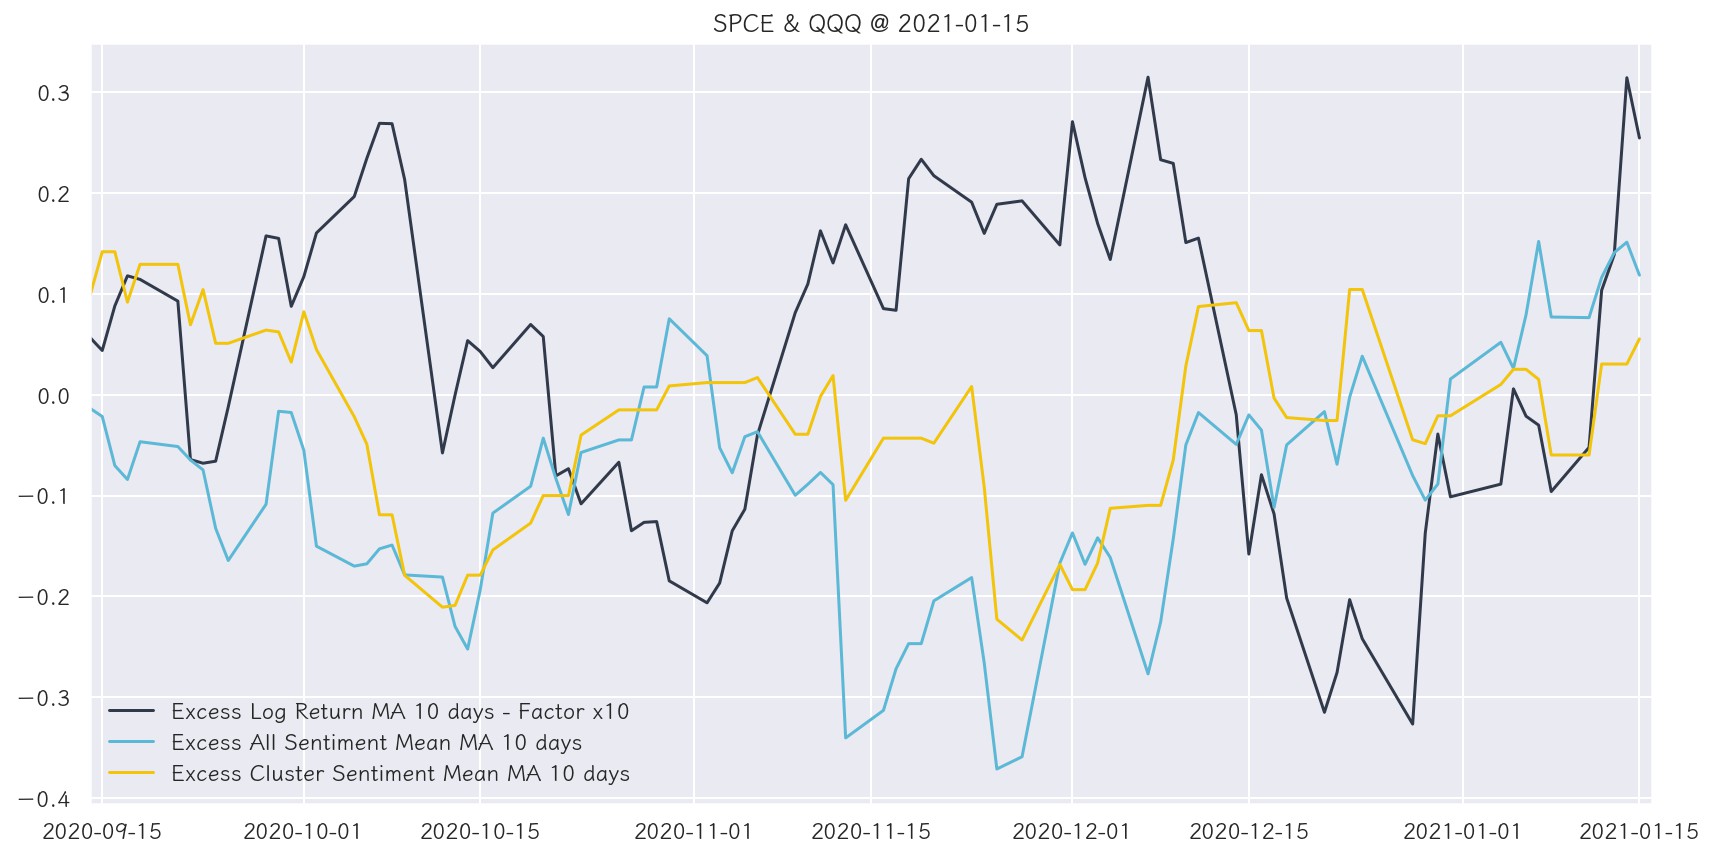 SPCE & QQQ @ 2021-01-15
0.3
0.2
0.1
0.0
−0.1
−0.2
−0.3
−0.4
Excess Log Return MA 10 days - Factor x10
Excess All Sentiment Mean MA 10 days
Excess Cluster Sentiment Mean MA 10 days
2020-09-15 2020-10-01 2020-10-15 2020-11-01 2020-11-15 2020-12-01 2020-12-15 2021-01-01 2021-01-15